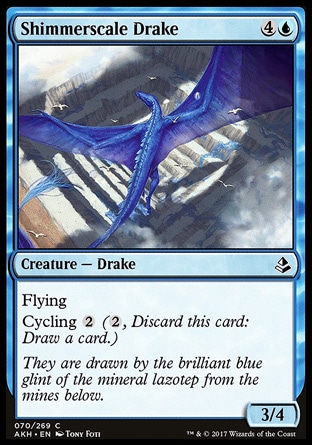 Shimmerscale Drake 4
Creature — Drake
Flying
Cycling 2 (2, Discard this card:
Draw a card.)
They are drawn by the brilliant blue
glint of the mineral lazotep from the
mines below.
3/4
070/269 C
AKH • EN Tony Foti
™ & © 2017 Wizards of the Coast